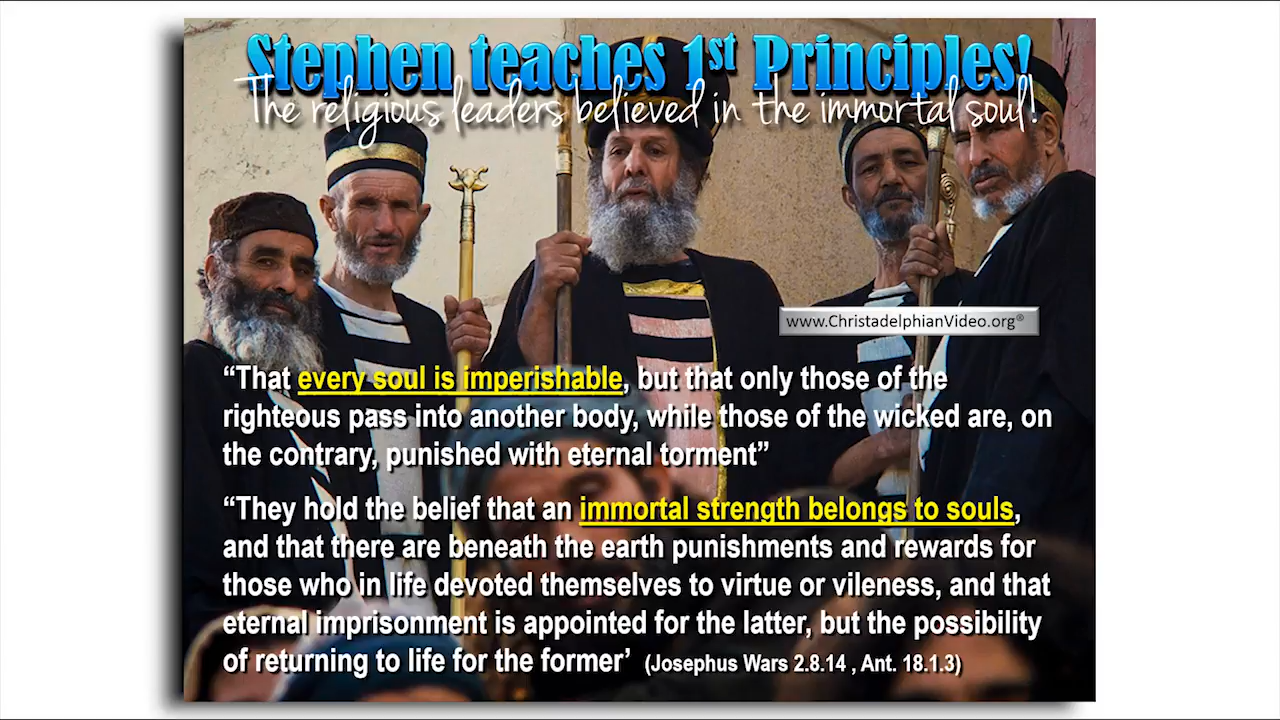 Stephen teaches 1st Principles!
The religious leaders believed in the immortal soul!
www.ChristadelphianVideo.org®
“That every soul is imperishable, but that only those of the
righteous pass into another body, while those of the wicked are, on
the contrary, punished with eternal torment”
“They hold the belief that an immortal strength belongs to souls,
and that there are beneath the earth punishments and rewards for
those who in life devoted themselves to virtue or vileness, and that
eternal imprisonment is appointed for the latter, but the possibility
of returning to life for the former’ (Josephus Wars 2.8.14 , Ant. 18.1.3)